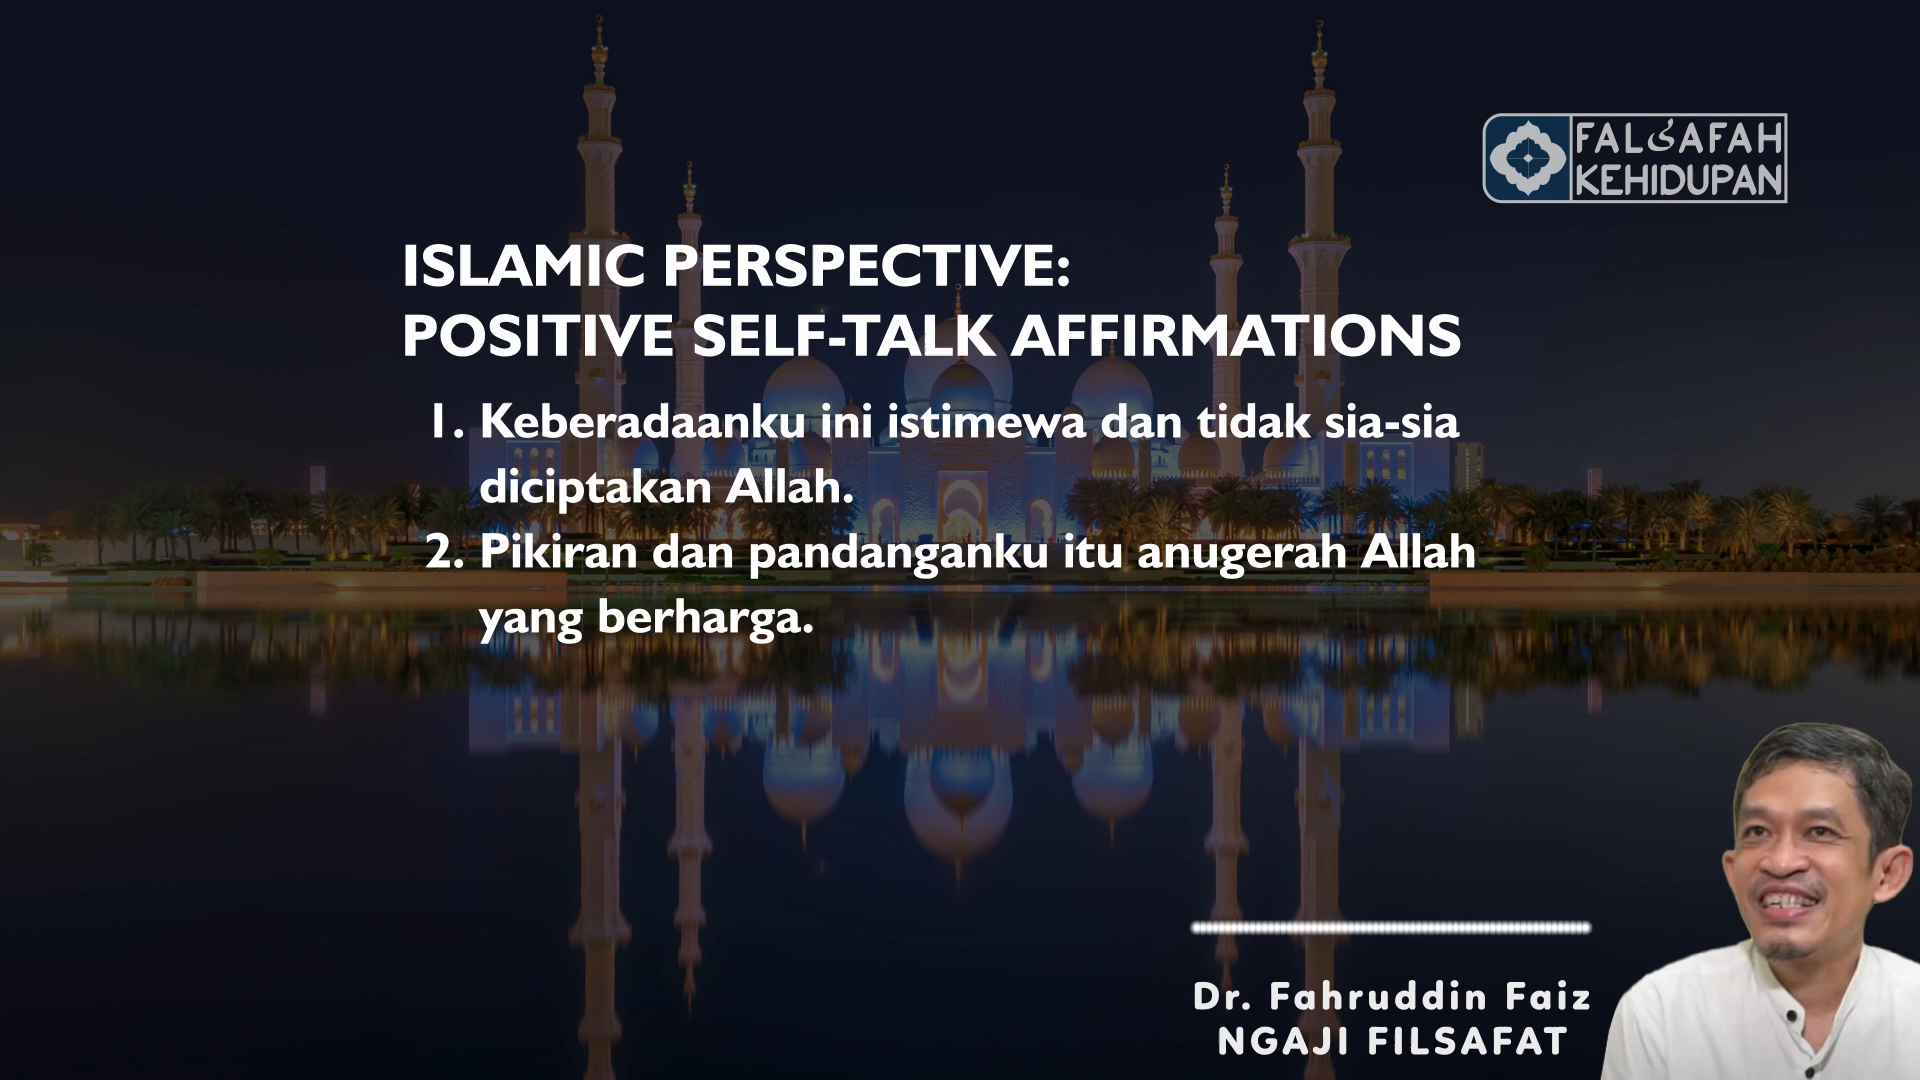 FALSAFAH
KEHIDUPAN
ISLAMIC PERSPECTIVE:
POSITIVE SELF-TALK AFFIRMATIONS
1. Keberadaanku ini istimewa dan tidak sia-sia
diciptakan Allah.
2. Pikiran dan pandanganku itu anugerah Allah
yang berharga.
Dr. Fahruddin Faiz
NGAJI FILSAFAT